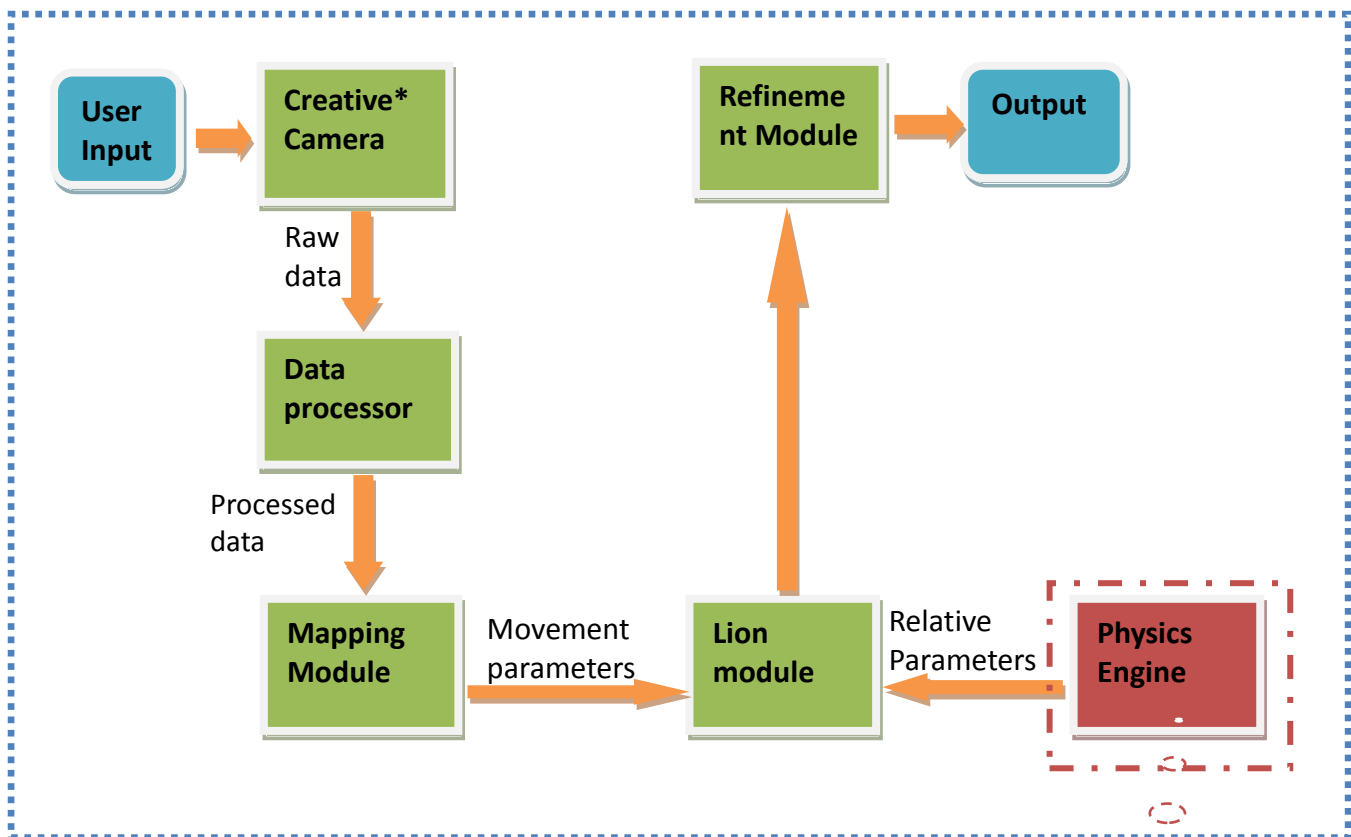 User
Input
Creative*
Camera
Raw
data
Data
processor
Processed
data
Mapping
Module
Movement
parameters
Lion
module
Relative
Parameters
Physics
Engine
Refineme
nt Module
Output